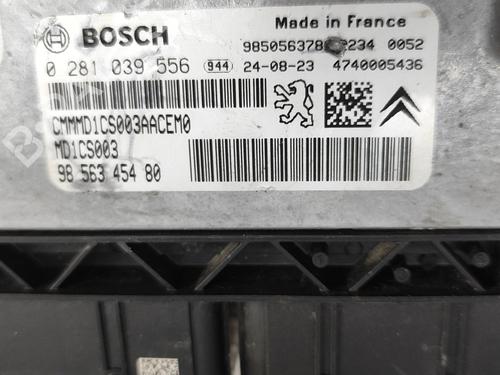 BOSCH
Made in France
0 281 039 556 944 24-08-23 4740005436
0052
CMMMD1CS003AACEM0
MD1CS003
98 563 454 80